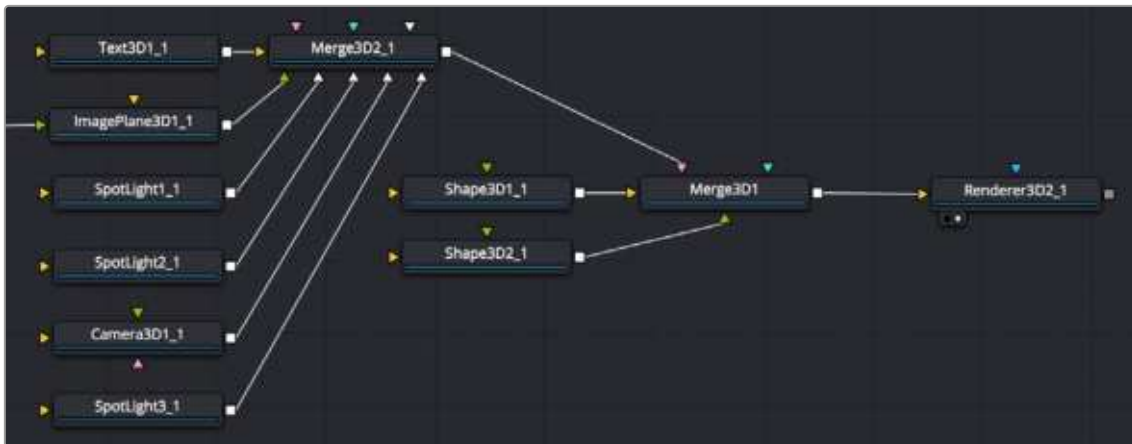 Text3D1_1
Merge3D2_1
ImagePlane3D1_1
SpotLight1_1
Shape3D1_1
Merge3D1
Renderer3D2_1
SpotLight2_1
Shape3D2_1
Camera3D1_1
SpotLight3_1